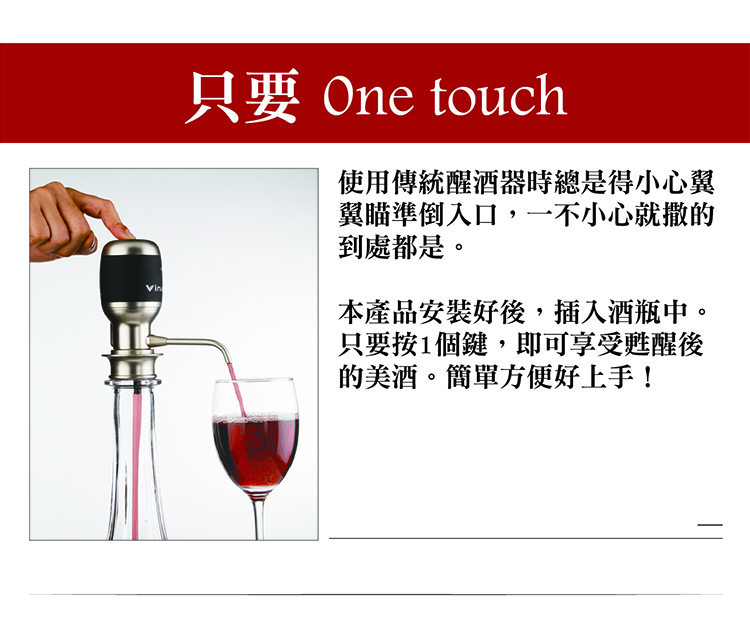 只要 One touch
使用傳統醒酒器時總是得小心翼
翼瞄準倒入口，一不小心就撒的
到處都是。
本產品安裝好後，插入酒瓶中。
只要按1個鍵，即可享受甦醒後
的美酒。簡單方便好上手！